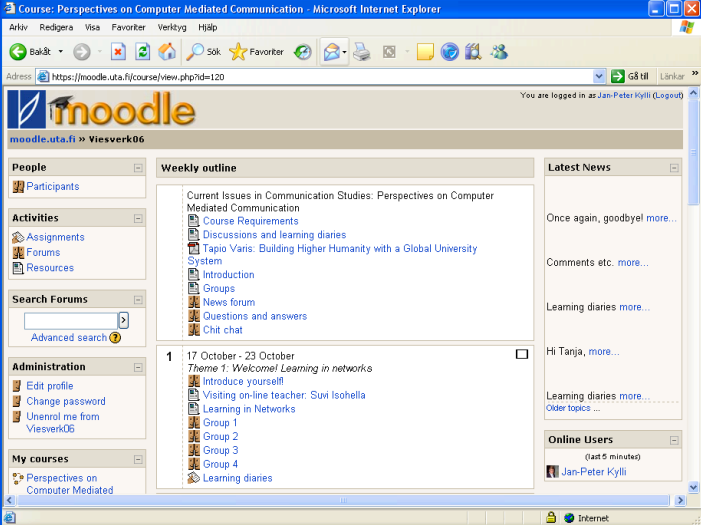 Course: Perspectives on Computer Mediated Communication - Microsoft Internet Explorer
Arkiv Redigera Visa Favoriter Verktyg Hjälp
Bakåt Sök Favoriter
Adress https://moodle.uta.fi/course/view.php?id=120 Gå till Länkar »
moodle
You are logged in as Jan-Peter Kylli (Logout)
moodle.uta.fi » Viesverk06
People
Participants
Activities
Assignments
Forums
Resources
Search Forums
Advanced search ?
Administration
Edit profile
Change password
Unenrol me from
Viesverk06
My courses
Perspectives on
Computer Mediated
Weekly outline
Current Issues in Communication Studies: Perspectives on Computer
Mediated Communication
Course Requirements
Discussions and learning diaries
Tapio Varis: Building Higher Humanity with a Global University
System
Introduction
Groups
News forum
Questions and answers
Chit chat
1 17 October - 23 October
Theme 1: Welcome! Learning in networks
Introduce yourself!
Visiting on-line teacher: Suvi Isohella
Learning in Networks
Group 1
Group 2
Group 3
Group 4
Learning diaries
Latest News
Once again, goodbye! more...
Comments etc. more...
Learning diaries more...
Hi Tanja, more...
Learning diaries more...
Older topics ...
Online Users
(last 5 minutes)
Jan-Peter Kylli
Internet